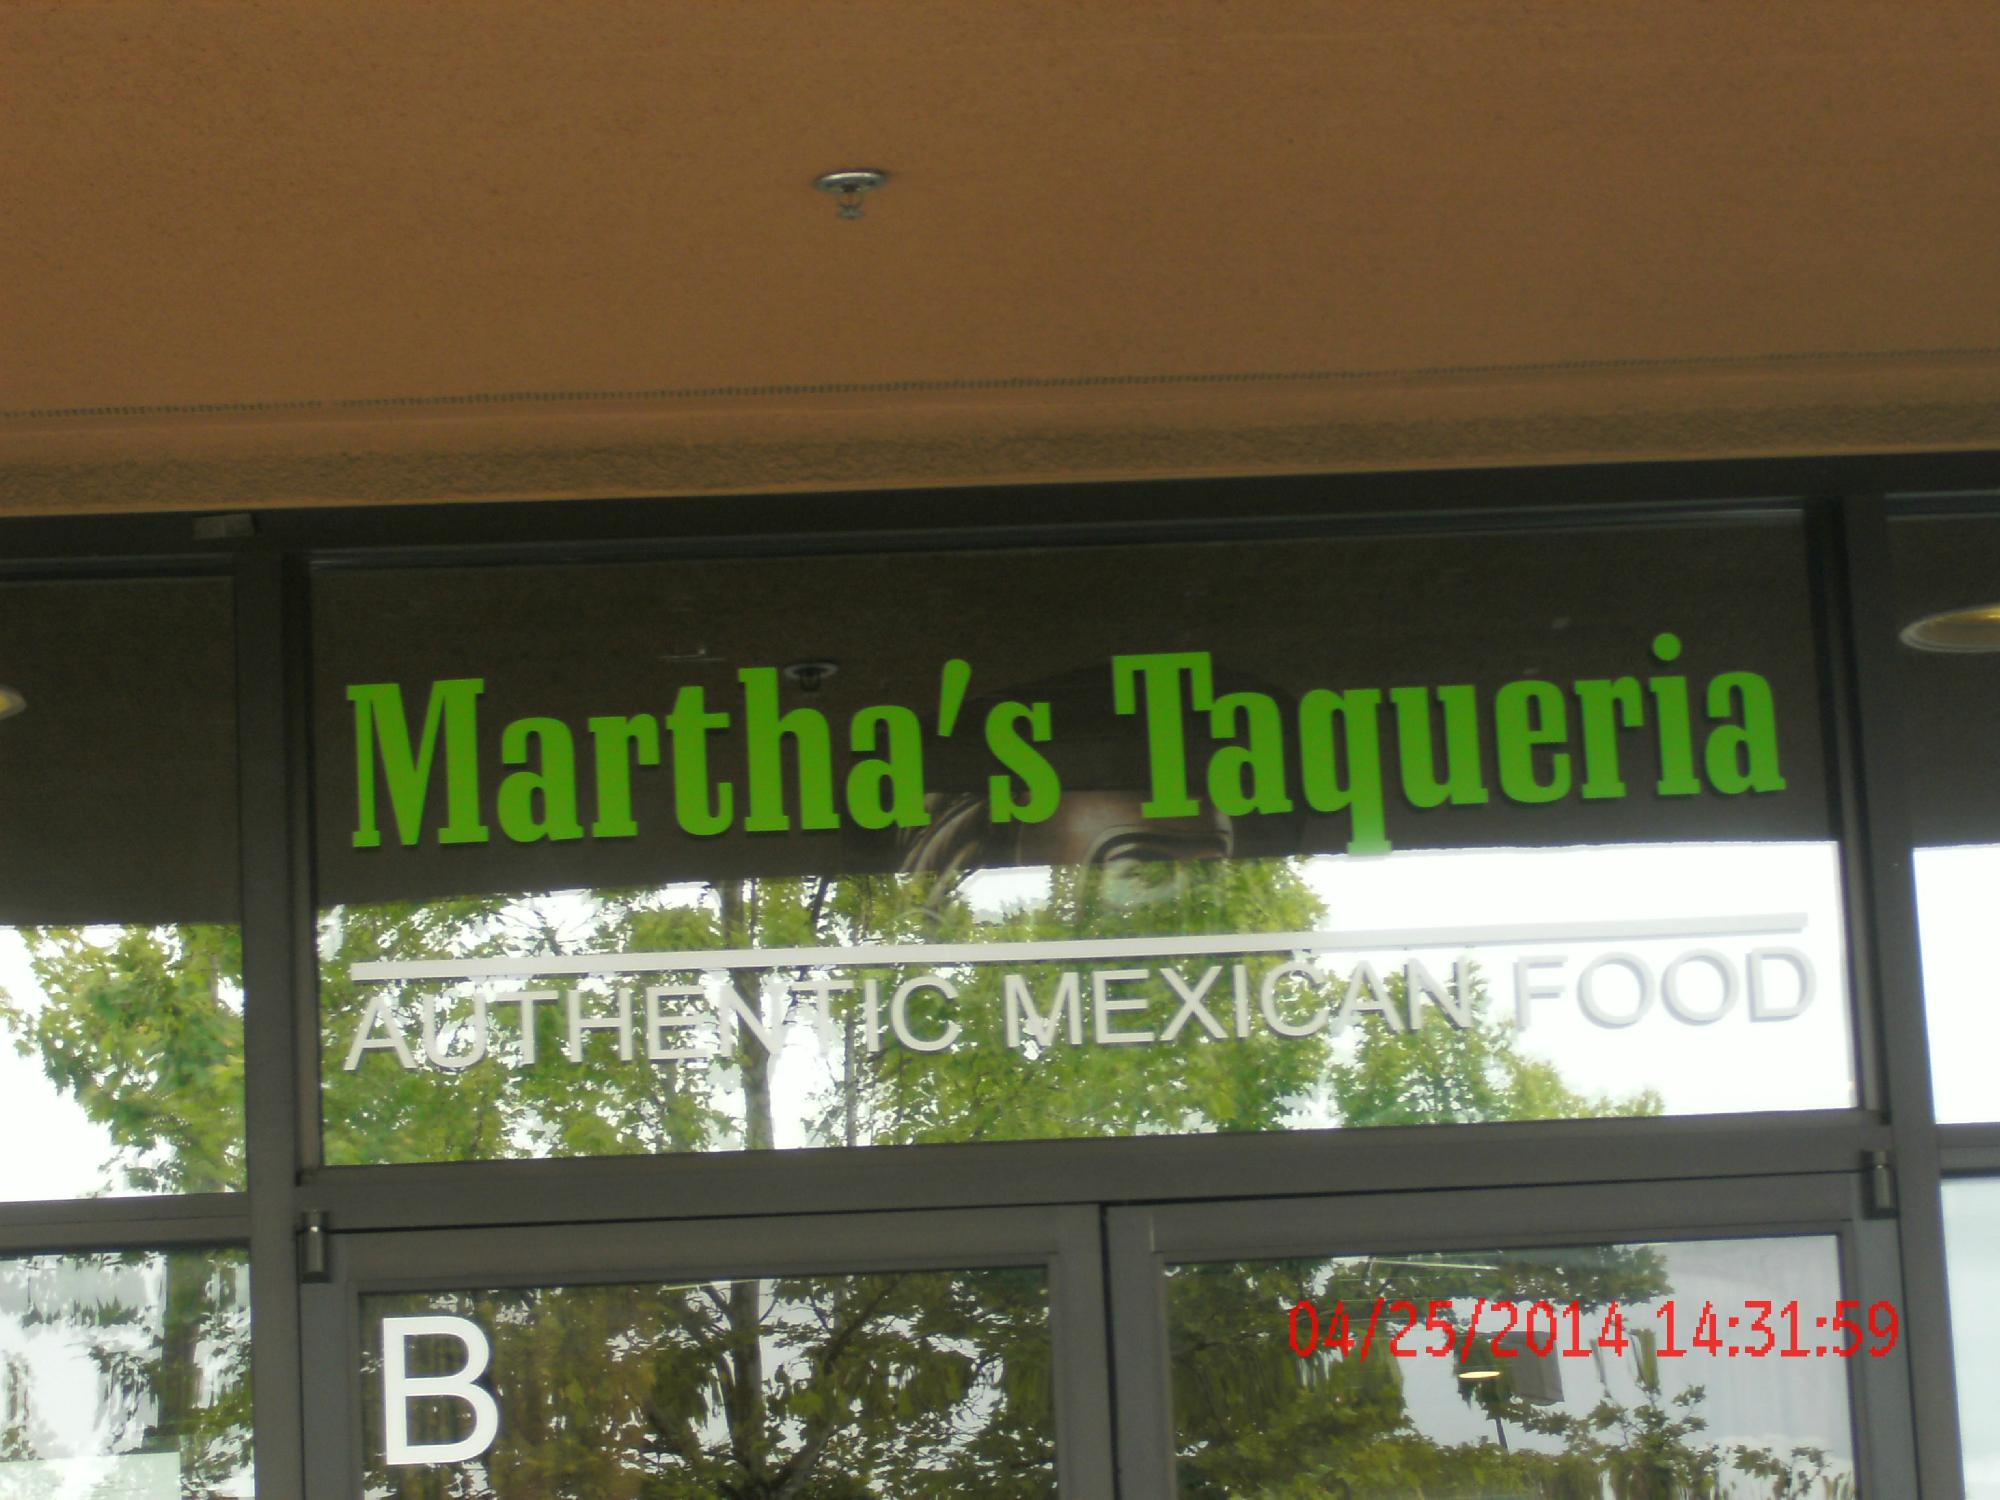 Martha's Taqueria
AUTHENTIC MEXICAN FOOD
B
04/25/2014 14:31:59